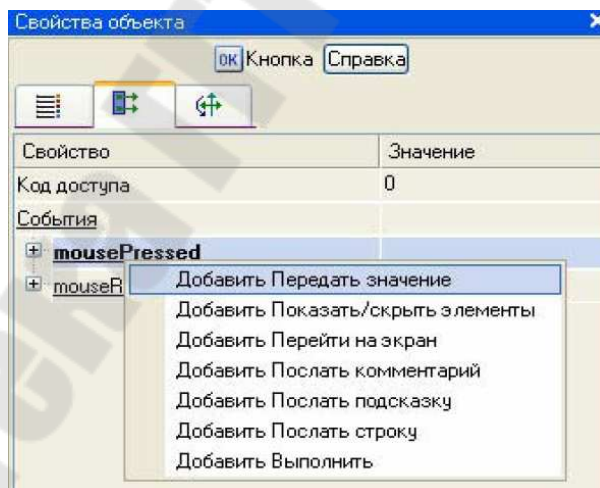 Свойства объекта
ОК Кнопка Справка
Свойство Значение
Код доступа 0
События
mousePressed
mouseR
Добавить Передать значение
Добавить Показать/скрыть элементы
Добавить Перейти на экран
Добавить Послать комментарий
Добавить Послать подсказку
Добавить Послать строку
Добавить Выполнить